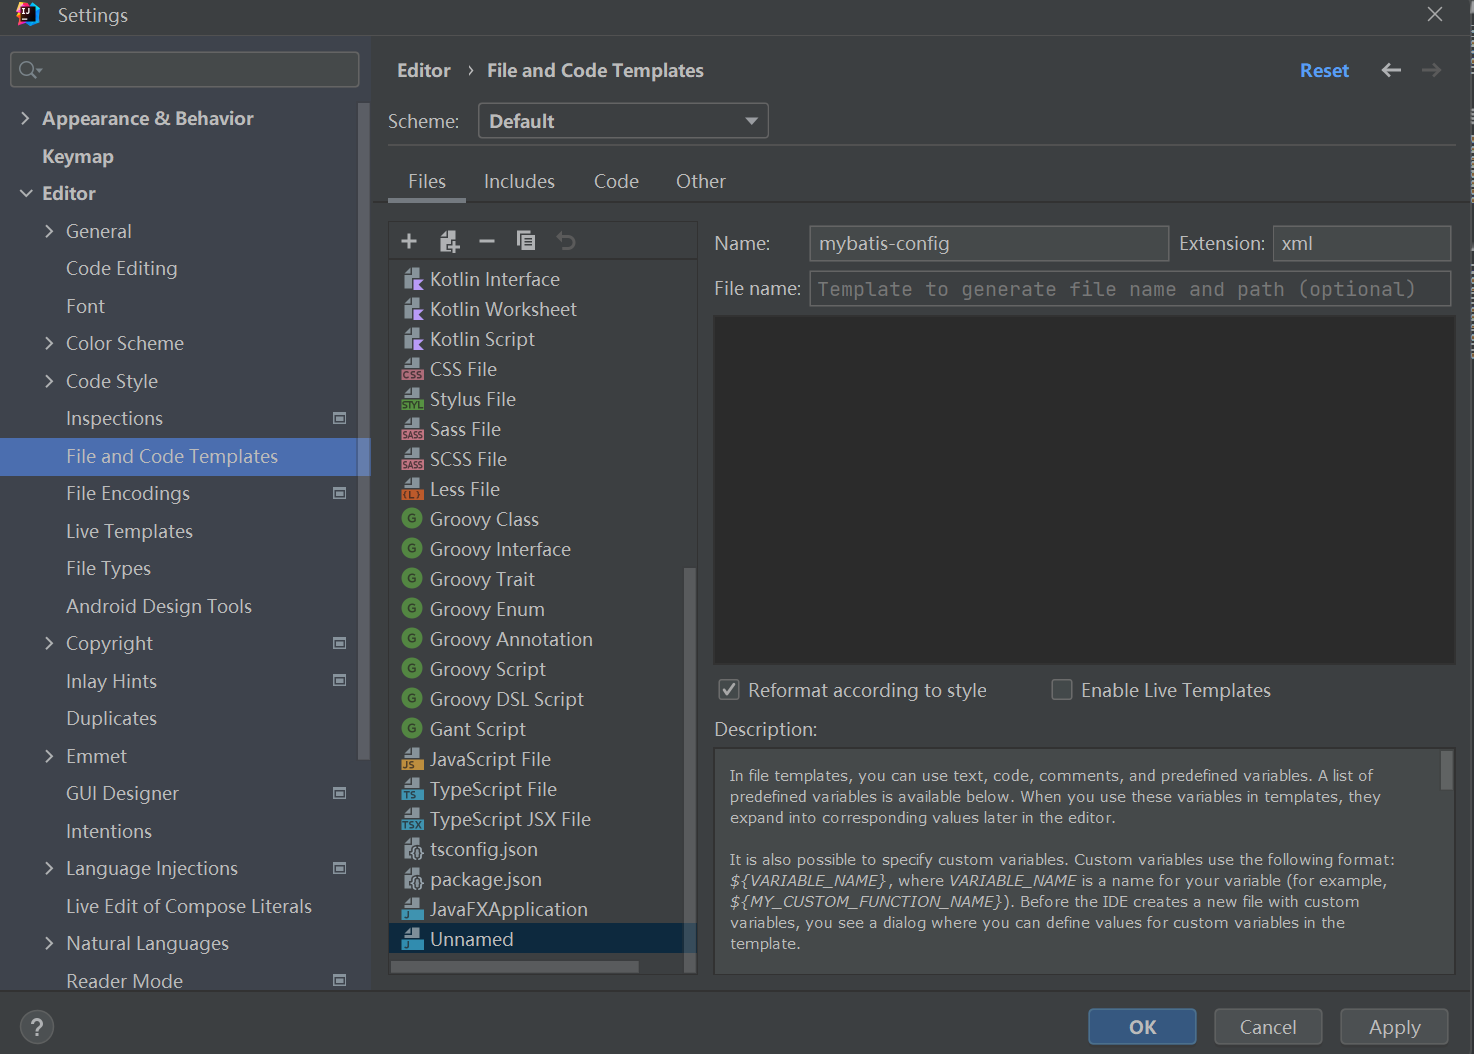 Settings
Appearance & Behavior
Keymap
Editor
General
Code Editing
Font
Color Scheme
Code Style
Inspections
File and Code Templates
File Encodings
Live Templates
File Types
Android Design Tools
Copyright
Inlay Hints
Duplicates
Emmet
GUI Designer
Intentions
Language Injections
Live Edit of Compose Literals
Natural Languages
Reader Mode
Editor › File and Code Templates
Reset
Scheme: Default
Files Includes Code Other
Kotlin Interface
Kotlin Worksheet
Kotlin Script
CSS File
Stylus File
Sass File
SCSS File
Less File
Groovy Class
Groovy Interface
Groovy Trait
Groovy Enum
Groovy Annotation
Groovy Script
Groovy DSL Script
Gant Script
JavaScript File
TypeScript File
TypeScript JSX File
tsconfig.json
package.json
JavaFXApplication
Unnamed
Name: mybatis-config Extension: xml
File name: Template to generate file name and path (optional)
Reformat according to style Enable Live Templates
Description:
In file templates, you can use text, code, comments, and predefined variables. A list of
predefined variables is available below. When you use these variables in templates, they
expand into corresponding values later in the editor.
It is also possible to specify custom variables. Custom variables use the following format:
${VARIABLE_NAME}, where VARIABLE_NAME is a name for your variable (for example,
${MY_CUSTOM_FUNCTION_NAME}). Before the IDE creates a new file with custom
variables, you see a dialog where you can define values for custom variables in the
template.
?
OK Cancel Apply